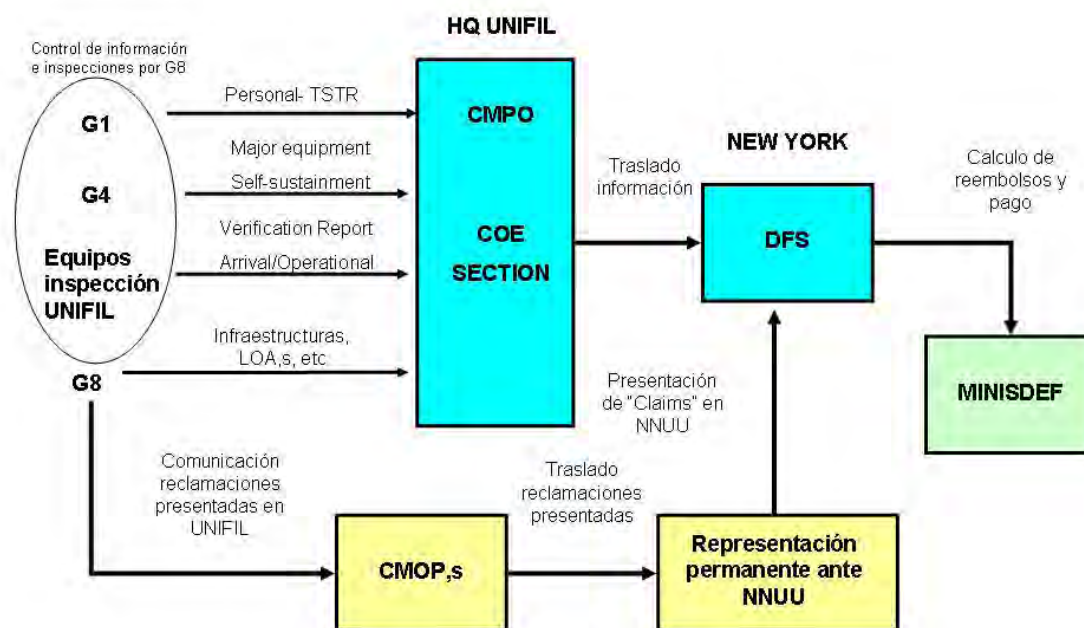 HQ UNIFIL
Control de información
e inspecciones por G8
G1
G4
Equipos
inspección
UNIFIL
G8
Personal- TSTR
Major equipment
Self-sustainment
Verification Report
Arrival/Operational
Infraestructuras,
LOA,s, etc
CMPO
COE
SECTION
Traslado
información
NEW YORK
DFS
Calculo de
reembolsos y
pago
MINISDEF
Presentación
de "Claims" en
NNUU
Comunicación
reclamaciones
presentadas en
UNIFIL
CMOP,s
Traslado
reclamaciones
presentadas
Representación
permanente ante
NNUU